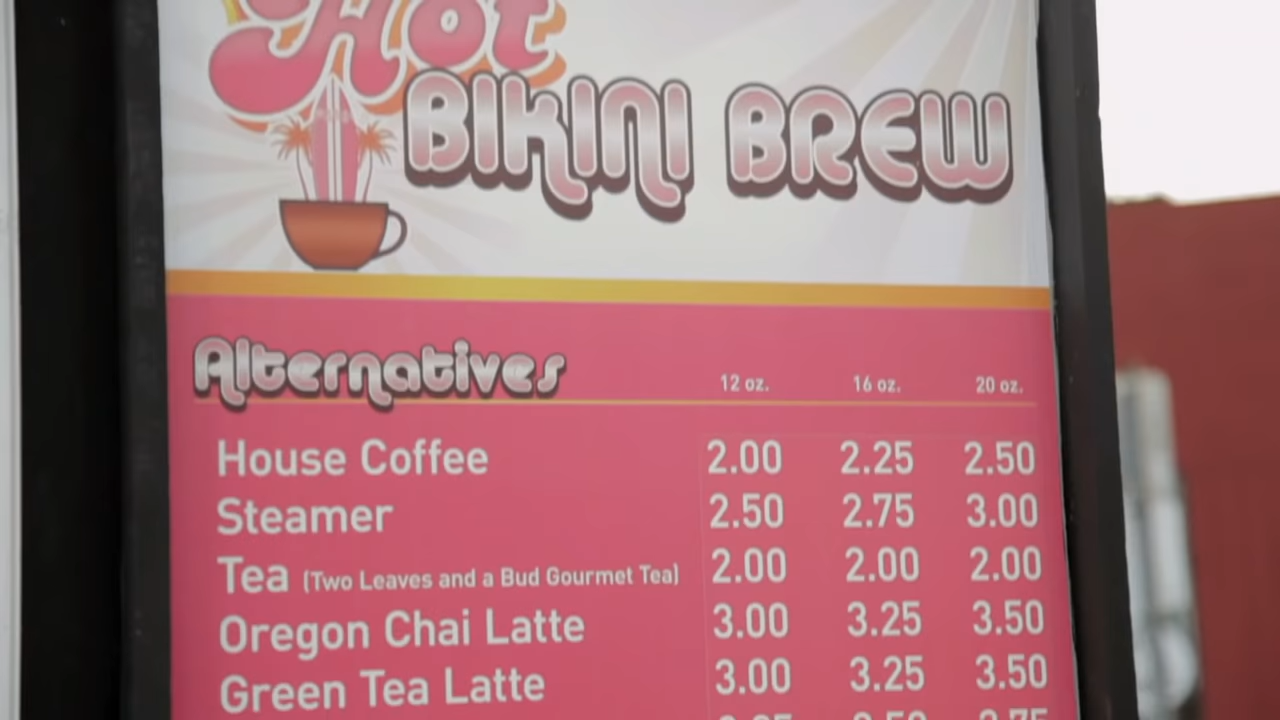 Hot
BIKINI BREW
Alternatives 12 oz. 16 oz. 20 oz.
House Coffee 2.00 2.25 2.50
Steamer 2.50 2.75 3.00
Tea (Two Leaves and a Bud Gourmet Tea) 2.00 2.00 2.00
Oregon Chai Latte 3.00 3.25 3.50
Green Tea Latte 3.00 3.25 3.50